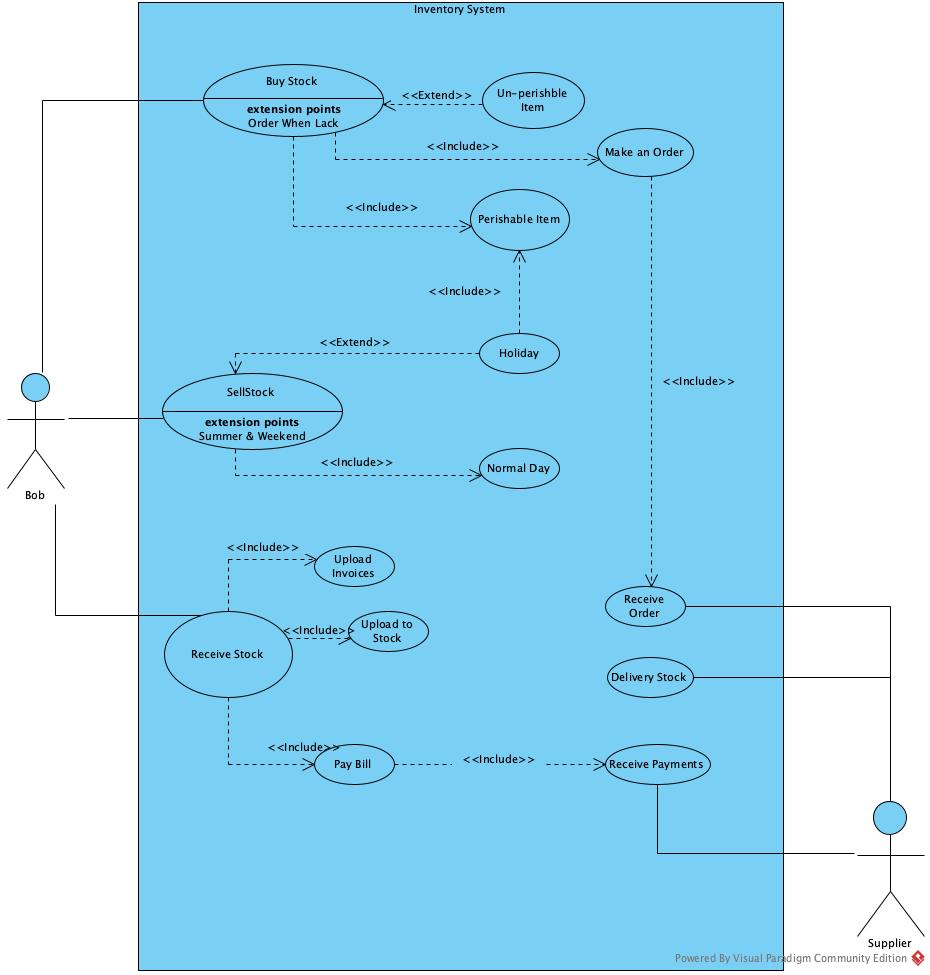 Inventory System
Buy Stock
extension points
Order When Lack
<<Extend>>
Un-perishble
Item
<<Include>>
Make an Order
<<Include>>
Perishable Item
<<Include>>
<<Extend>>
Holiday
<<Include>>
SellStock
extension points
Summer & Weekend
<<Include>>
Normal Day
Bob
<<Include>>
Upload
Invoices
Receive
Order
<<Include>>
Upload to
Stock
Receive Stock
Delivery Stock
<<Include>>
Pay Bill
<<Include>>
Receive Payments
Supplier
Powered By Visual Paradigm Community Edition